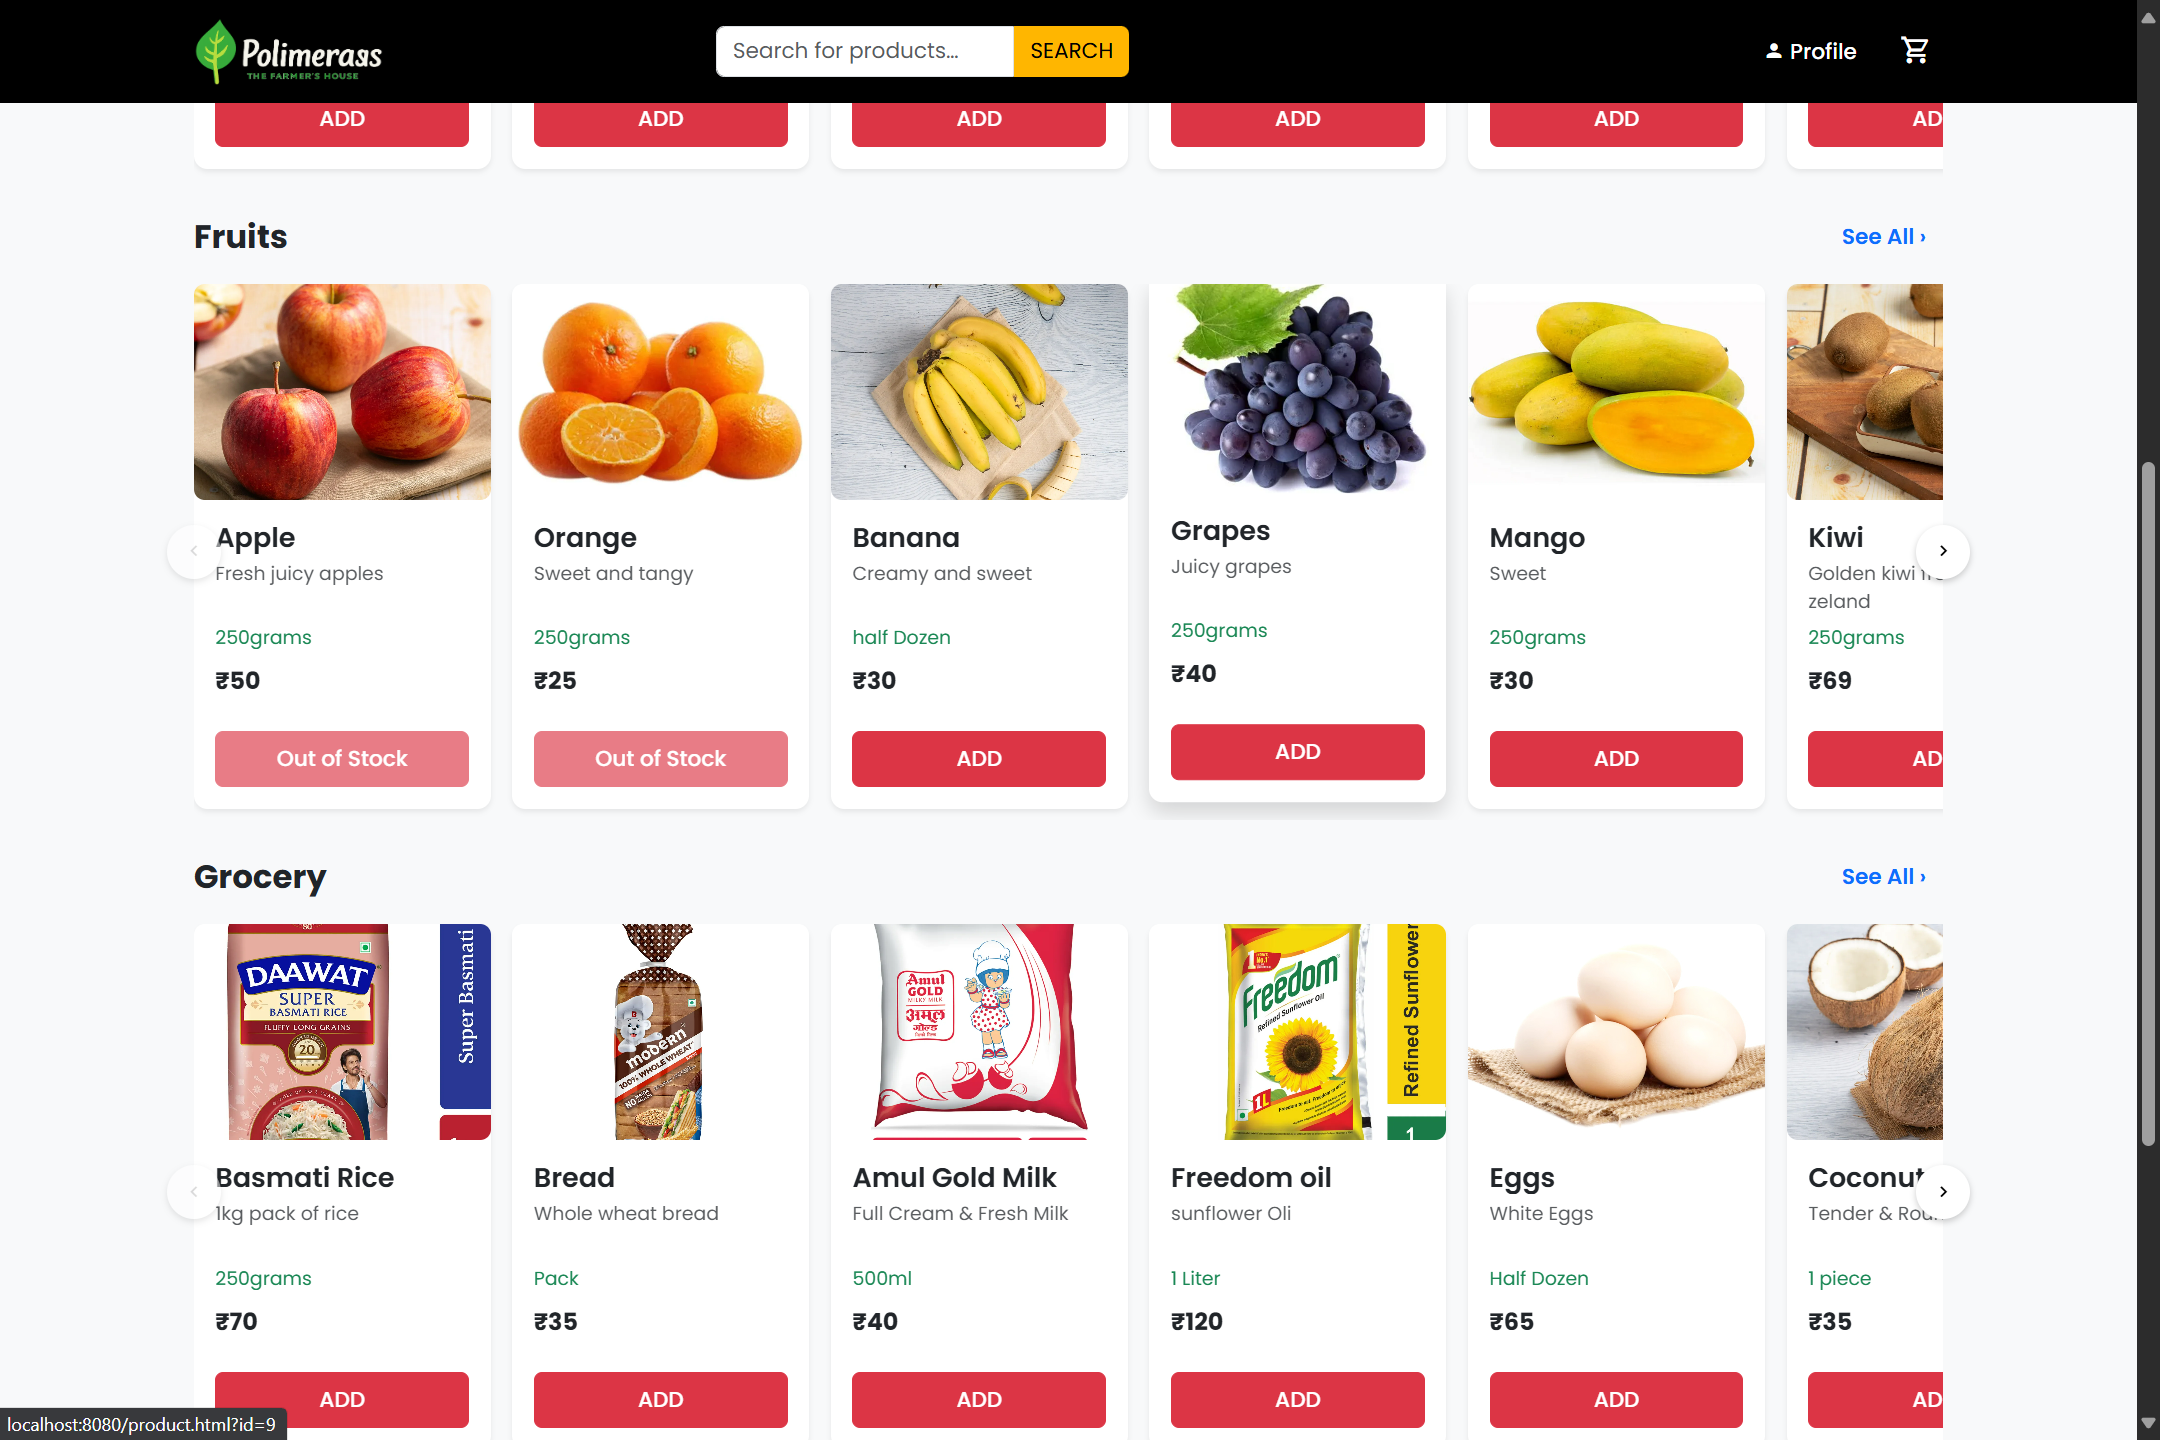 Polimerass
THE FARMER'S HOUSE
Search for products...
SEARCH
Profile
ADD
ADD
ADD
ADD
ADD
AD
Fruits
See All ›
Apple
Fresh juicy apples
250grams
₹50
Out of Stock
Orange
Sweet and tangy
250grams
₹25
Out of Stock
Banana
Creamy and sweet
half Dozen
₹30
ADD
Grapes
Juicy grapes
250grams
₹40
ADD
Mango
Sweet
250grams
₹30
ADD
Kiwi
Golden kiwi
zeland
250grams
₹69
AD
Grocery
See All ›
DAAWAT
SUPER
BASMATI RICE
FLUFFY LONG GRAINS
20
Super Basmati
Basmati Rice
1kg pack of rice
250grams
₹70
ADD
modern
100% WHOLE WHEAT
Bread
Whole wheat bread
Pack
₹35
ADD
Amul
GOLD
अमूल
गोल्ड
Amul Gold Milk
Full Cream & Fresh Milk
500ml
₹40
ADD
Freedom
Refined Sunflower Oil
1L
Refined Sunflower
1
Freedom oil
sunflower Oli
1 Liter
₹120
ADD
Eggs
White Eggs
Half Dozen
₹65
ADD
Coconut
Tender &
1 piece
₹35
AD
localhost:8080/product.html?id=9